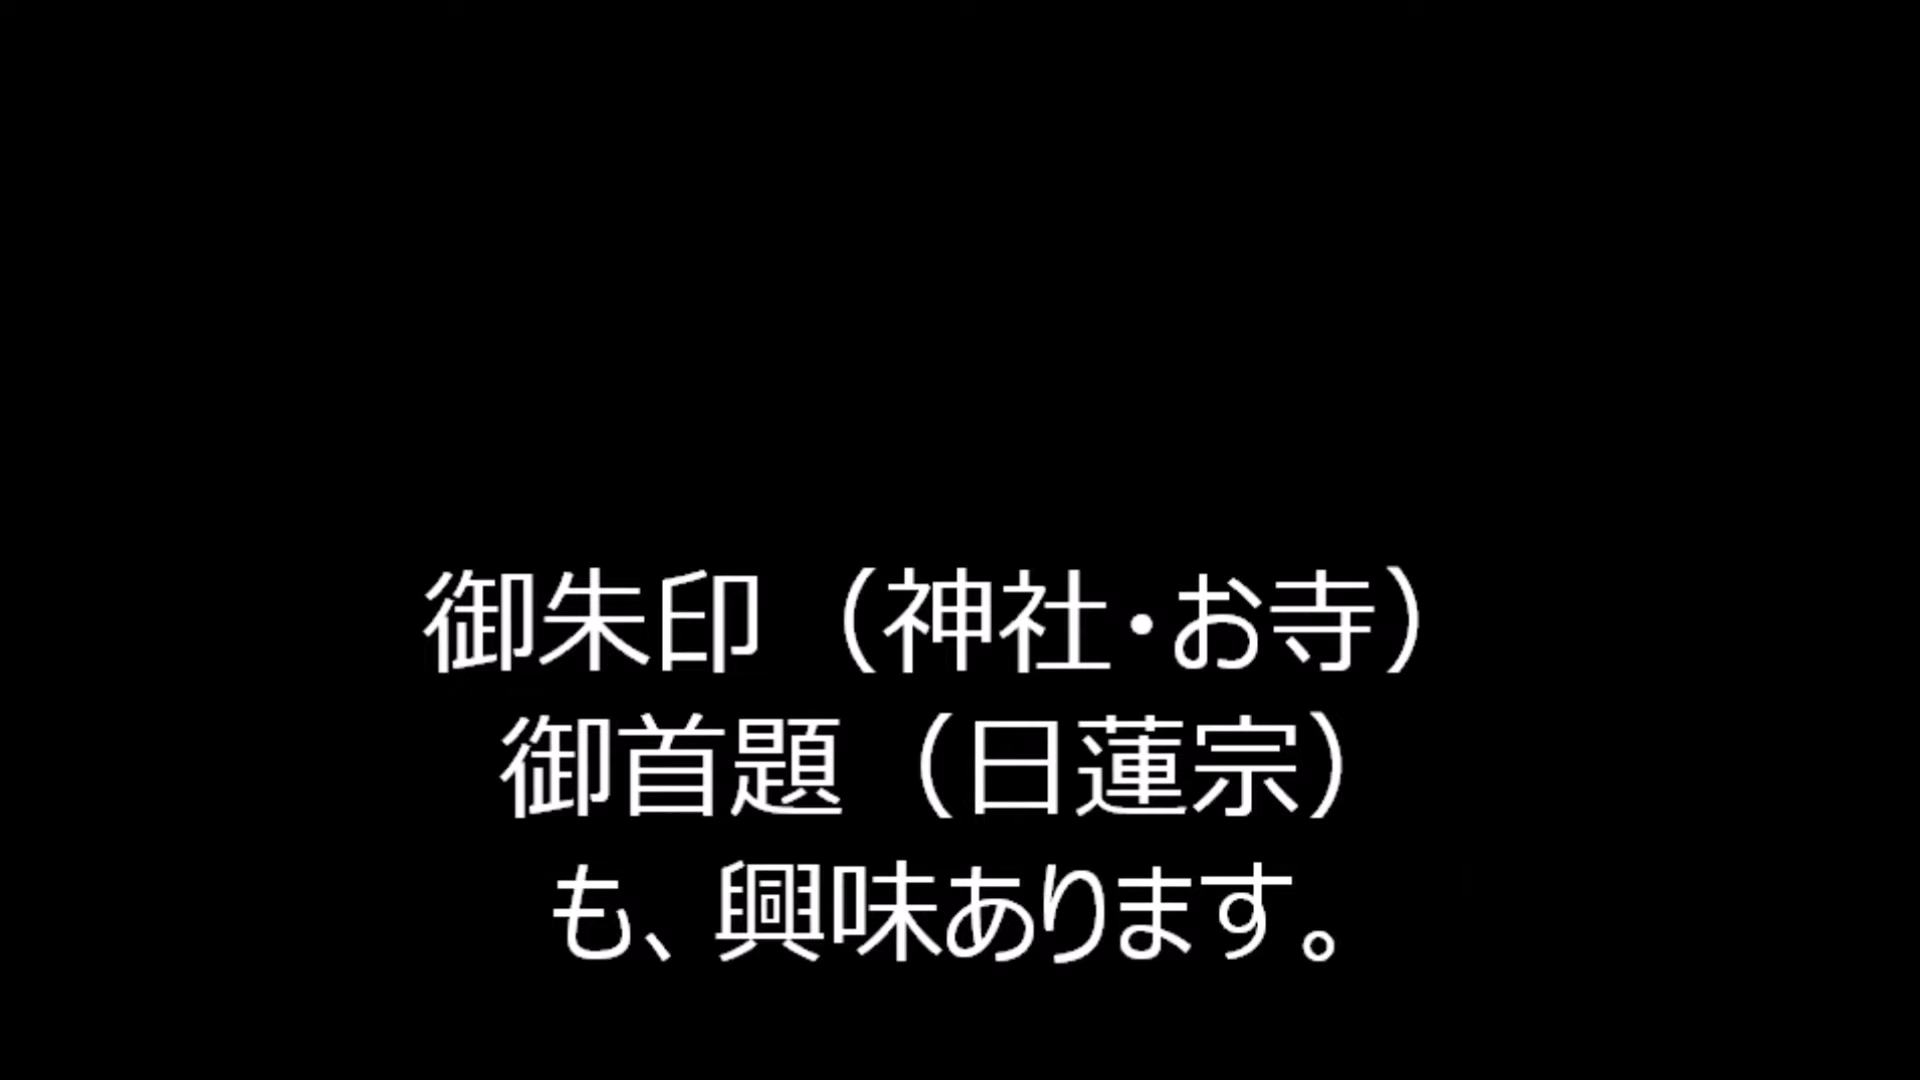 御朱印（神社・お寺）
御首題（日蓮宗）
も、興味あります。